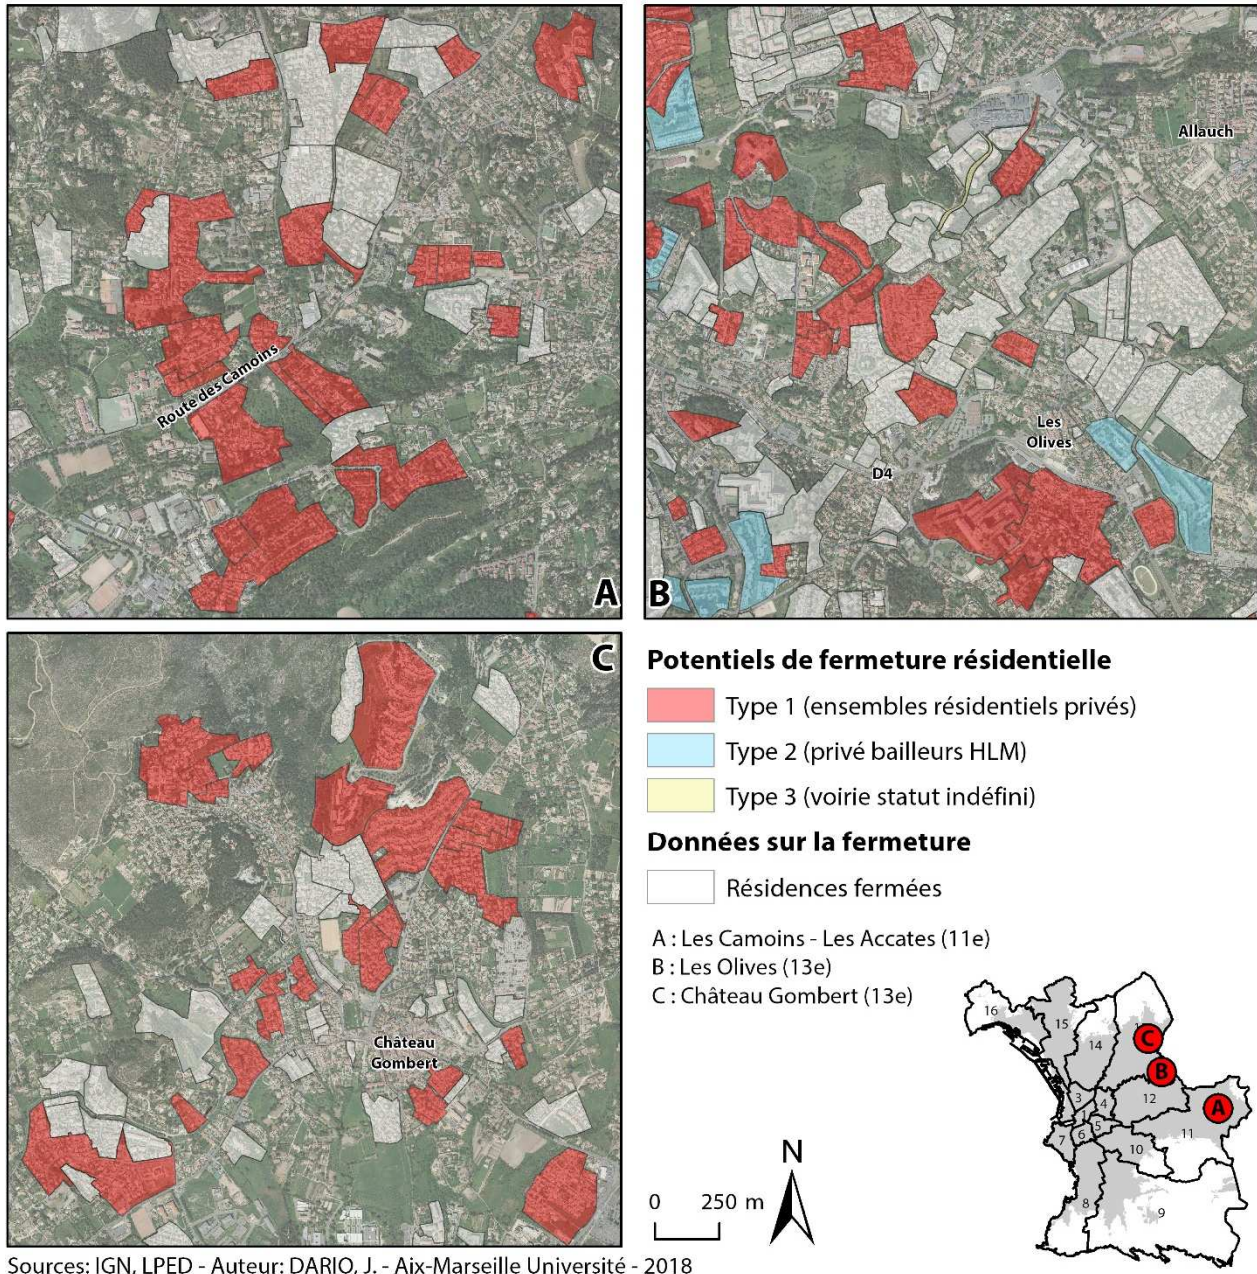 A
Route des Camoins
B
Allauch
Les
Olives
D4
C
Château
Gombert
Potentiels de fermeture résidentielle
Type 1 (ensembles résidentiels privés)
Type 2 (privé bailleurs HLM)
Type 3 (voirie statut indéfini)
Données sur la fermeture
Résidences fermées
A : Les Camoins - Les Accates (11e)
B : Les Olives (13e)
C : Château Gombert (13e)
0 250 m
N
16
15
14
C
B
A
3
4
12
1
5
7
6
11
10
8
9
Sources: IGN, LPED - Auteur: DARIO, J. - Aix-Marseille Université - 2018